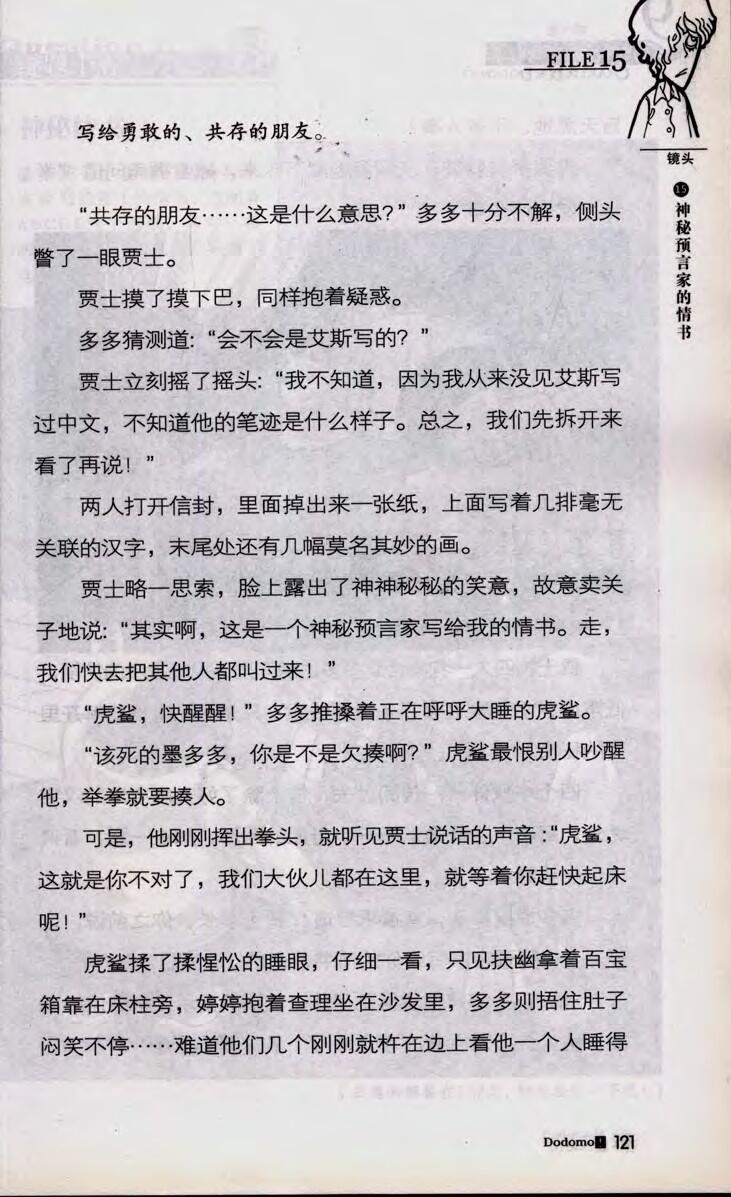 FILE 15
写给勇敢的、共存的朋友。
镜头
⑮神秘预言家的情书
“共存的朋友……这是什么意思?”多多十分不解，侧头
瞥了一眼贾士。
贾士摸了摸下巴，同样抱着疑惑。
多多猜测道:“会不会是艾斯写的?”
贾士立刻摇了摇头:“我不知道，因为我从来没见艾斯写
过中文，不知道他的笔迹是什么样子。总之，我们先拆开来
看了再说！”
两人打开信封，里面掉出来一张纸，上面写着几排毫无
关联的汉字，末尾处还有几幅莫名其妙的画。
贾士略一思索，脸上露出了神神秘秘的笑意，故意卖关
子地说:“其实啊，这是一个神秘预言家写给我的情书。走，
我们快去把其他人都叫过来！”
“虎鲨，快醒醒！”多多推搡着正在呼呼大睡的虎鲨。
“该死的墨多多，你是不是欠揍啊?”虎鲨最恨别人吵醒
他，举拳就要揍人。
可是，他刚刚挥出拳头，就听见贾士说话的声音:“虎鲨，
这就是你不对了，我们大伙儿都在这里，就等着你赶快起床
呢！”
虎鲨揉了揉惺忪的睡眼，仔细一看，只见扶幽拿着百宝
箱靠在床柱旁，婷婷抱着查理坐在沙发里，多多则捂住肚子
闷笑不停……难道他们几个刚刚就杵在边上看他一个人睡得
Dodomo 121